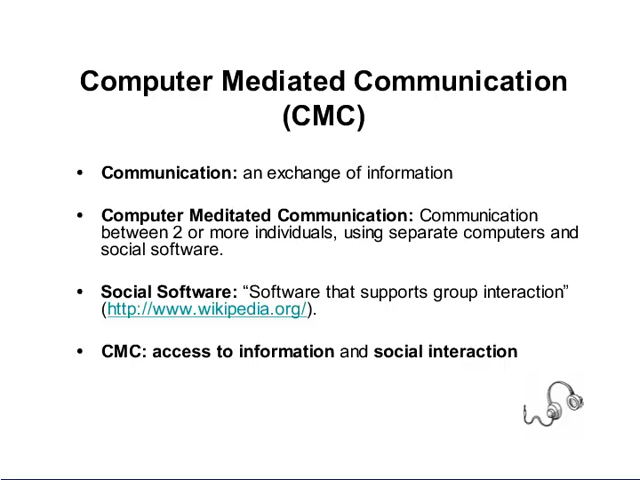 Computer Mediated Communication
(CMC)
• Communication: an exchange of information
• Computer Meditated Communication: Communication
between 2 or more individuals, using separate computers and
social software.
• Social Software: “Software that supports group interaction”
(http://www.wikipedia.org/).
• CMC: access to information and social interaction